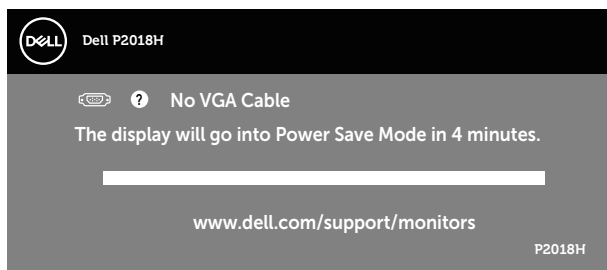 DELL
Dell P2018H
? No VGA Cable
The display will go into Power Save Mode in 4 minutes.
www.dell.com/support/monitors
P2018H